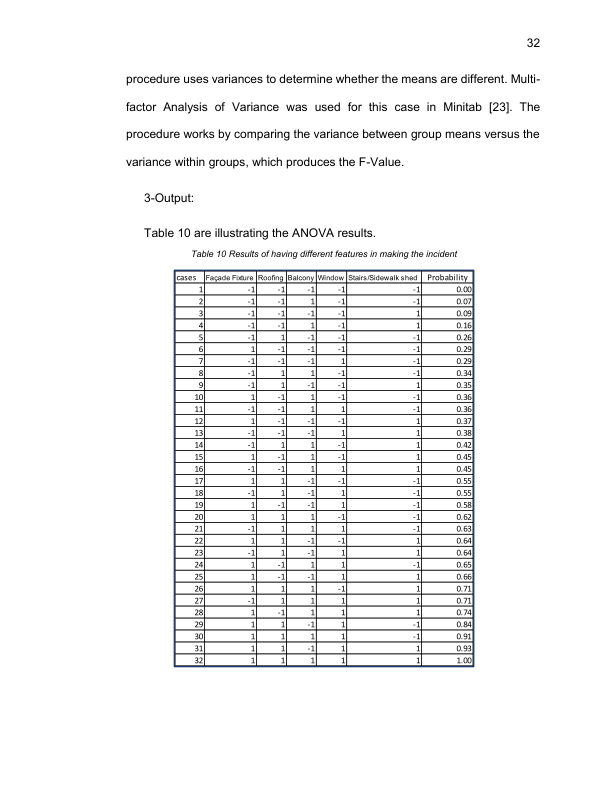 32
procedure uses variances to determine whether the means are different. Multi-
factor Analysis of Variance was used for this case in Minitab [23]. The
procedure works by comparing the variance between group means versus the
variance within groups, which produces the F-Value.
3-Output:
Table 10 are illustrating the ANOVA results.
Table 10 Results of having different features in making the incident
cases Façade Fixture Roofing Balcony Window Stairs/Sidewalk shed Probability
1 -1 -1 -1 -1 -1 0.00
2 -1 -1 1 -1 -1 0.07
3 -1 -1 -1 -1 1 0.09
4 -1 -1 1 -1 1 0.16
5 -1 1 -1 -1 -1 0.26
6 1 -1 -1 -1 -1 0.29
7 -1 -1 -1 1 -1 0.29
8 -1 1 1 -1 -1 0.34
9 -1 1 -1 -1 1 0.35
10 1 -1 1 -1 -1 0.36
11 -1 -1 1 1 -1 0.36
12 1 -1 -1 -1 1 0.37
13 -1 -1 -1 1 1 0.38
14 -1 1 1 -1 1 0.42
15 1 -1 1 -1 1 0.45
16 -1 -1 1 1 1 0.45
17 1 1 -1 -1 -1 0.55
18 -1 1 -1 1 -1 0.55
19 1 -1 -1 1 -1 0.58
20 1 1 1 -1 -1 0.62
21 -1 1 1 1 -1 0.63
22 1 1 -1 -1 1 0.64
23 -1 1 -1 1 1 0.64
24 1 -1 1 1 -1 0.65
25 1 -1 -1 1 1 0.66
26 1 1 1 -1 1 0.71
27 -1 1 1 1 1 0.71
28 1 -1 1 1 1 0.74
29 1 1 -1 1 -1 0.84
30 1 1 1 1 -1 0.91
31 1 1 -1 1 1 0.93
32 1 1 1 1 1 1.00